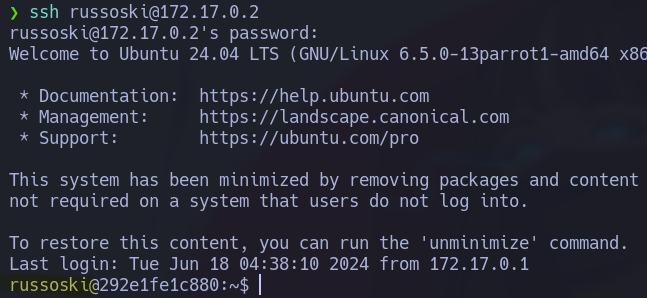 ❯ ssh russoski@172.17.0.2
russoski@172.17.0.2's password:
Welcome to Ubuntu 24.04 LTS (GNU/Linux 6.5.0-13parrot1-amd64 x86
* Documentation:  https://help.ubuntu.com
* Management:     https://landscape.canonical.com
* Support:        https://ubuntu.com/pro
This system has been minimized by removing packages and content
not required on a system that users do not log into.
To restore this content, you can run the 'unminimize' command.
Last login: Tue Jun 18 04:38:10 2024 from 172.17.0.1
russoski@292e1fe1c880:~$